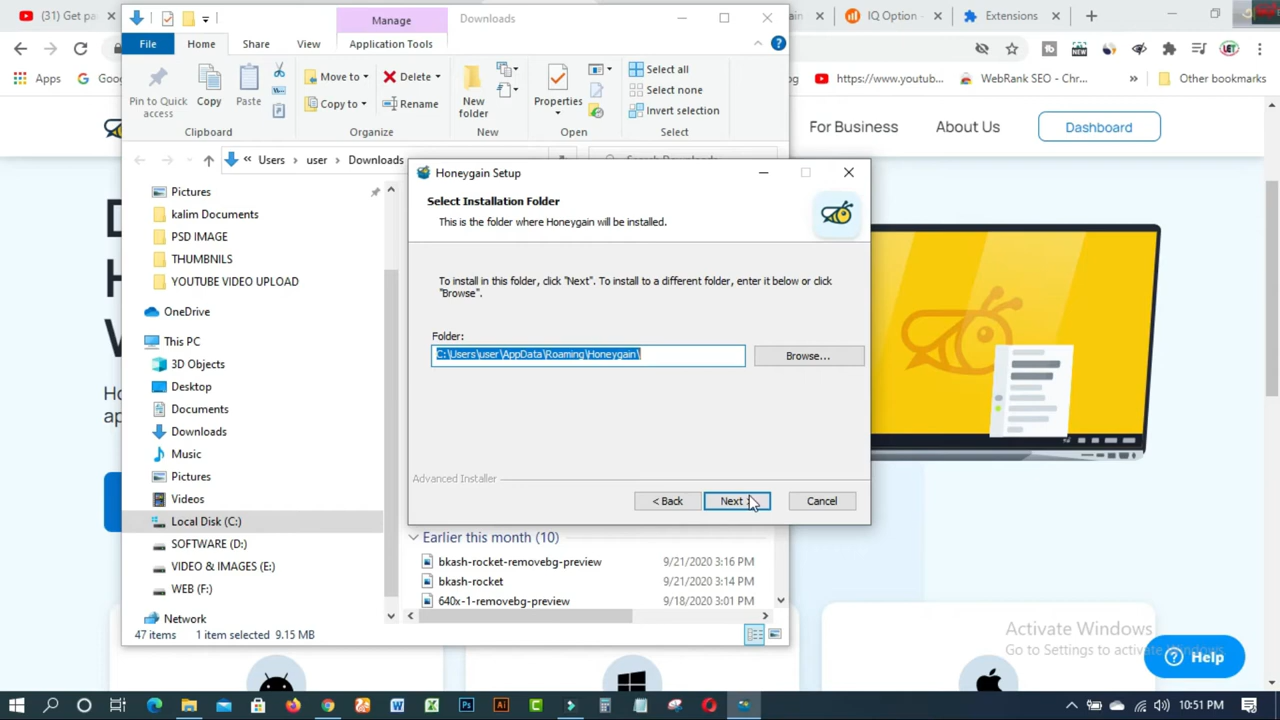 (31) Get pai
Manage
Downloads
ain
IQ Option -
Extensions
File
Home
Share
View
Application Tools
Pin to Quick access
Copy
Paste
Move to
Copy to
Delete
Rename
New folder
Properties
Open
Select all
Select none
Invert selection
Clipboard
Organize
New
Open
Select
Apps
https://www.youtub...
WebRank SEO - Chr...
Other bookmarks
For Business
About Us
Dashboard
Users
user
Downloads
Pictures
kalim Documents
PSD IMAGE
THUMBNILS
YOUTUBE VIDEO UPLOAD
OneDrive
This PC
3D Objects
Desktop
Documents
Downloads
Music
Pictures
Videos
Local Disk (C:)
SOFTWARE (D:)
VIDEO & IMAGES (E:)
WEB (F:)
Network
47 items
1 item selected 9.15 MB
Honeygain Setup
Select Installation Folder
This is the folder where Honeygain will be installed.
To install in this folder, click "Next". To install to a different folder, enter it below or click
"Browse".
Folder:
C:\Users\user\AppData\Roaming\Honeygain\
Browse...
Advanced Installer
< Back
Next >
Cancel
Earlier this month (10)
bkash-rocket-removebg-preview
9/21/2020 3:16 PM
bkash-rocket
9/21/2020 3:14 PM
640x-1-removebg-preview
9/18/2020 3:01 PM
Activate Windows
Go to Settings to activate Windows.
Help
10:51 PM